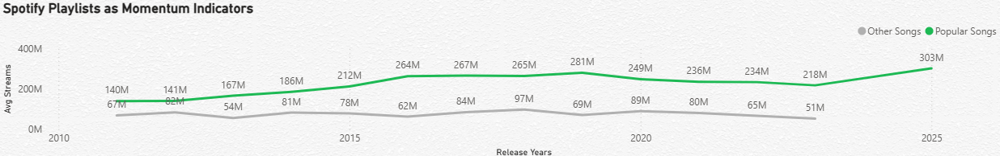 Spotify Playlists as Momentum Indicators
Other Songs Popular Songs
400M
200M
0M
Avg Streams
140M 141M 167M 186M 212M 264M 267M 265M 281M 249M 236M 234M 218M 303M
67M 82M 54M 81M 78M 62M 84M 97M 69M 89M 80M 65M 51M
2010 2015 2020 2025
Release Years